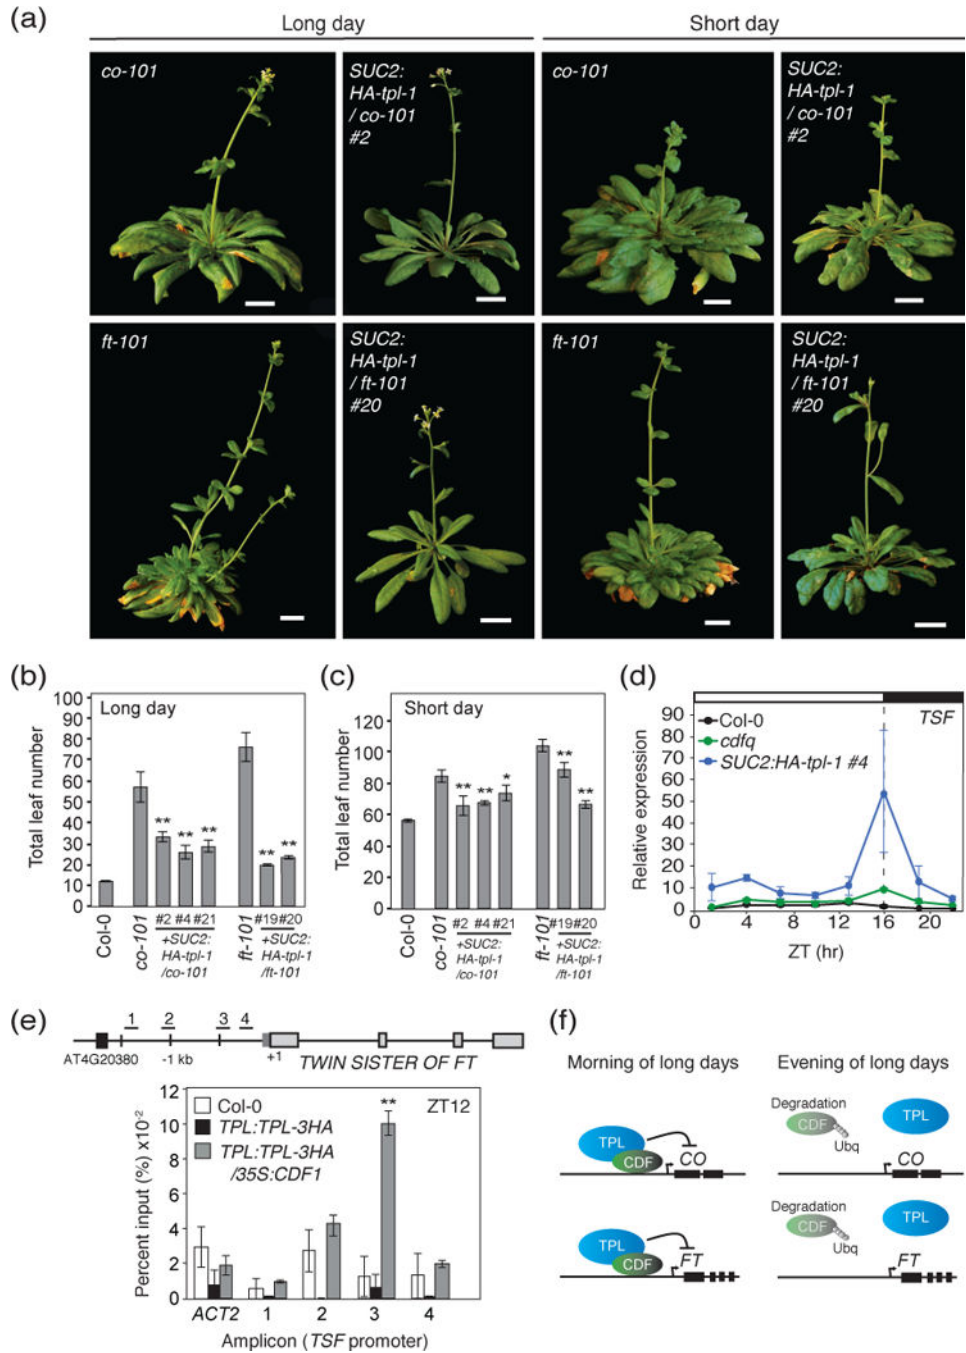 (a)
Long day
Short day
co-101
SUC2:
HA-tpl-1
/ co-101
#2
co-101
SUC2:
HA-tpl-1
/ co-101
#2
ft-101
SUC2:
HA-tpl-1
/ ft-101
#20
ft-101
SUC2:
HA-tpl-1
/ ft-101
#20
(b)
Long day
Total leaf number
100
90
80
70
60
50
40
30
20
10
0
** ** ** ** **
Col-0
co-101
#2 #4 #21
+SUC2:
HA-tpl-1
/co-101
ft-101
#19 #20
+SUC2:
HA-tpl-1
/ft-101
(c)
Short day
Total leaf number
120
100
80
60
40
20
0
** ** * ** **
Col-0
co-101
#2 #4 #21
+SUC2:
HA-tpl-1
/co-101
ft-101
#19 #20
+SUC2:
HA-tpl-1
/ft-101
(d)
TSF
Col-0
cdfq
SUC2:HA-tpl-1 #4
Relative expression
90
80
70
60
50
40
30
20
10
0
0 4 8 12 16 20
ZT (hr)
(e)
1 2 3 4
AT4G20380
-1 kb
+1
TWIN SISTER OF FT
Percent input (%) x10-2
12
10
8
6
4
2
0
Col-0
TPL:TPL-3HA
TPL:TPL-3HA
/35S:CDF1
**
ZT12
ACT2 1 2 3 4
Amplicon (TSF promoter)
(f)
Morning of long days
Evening of long days
TPL
CDF
CO
Degradation
CDF
Ubq
TPL
CO
TPL
CDF
FT
Degradation
CDF
Ubq
TPL
FT